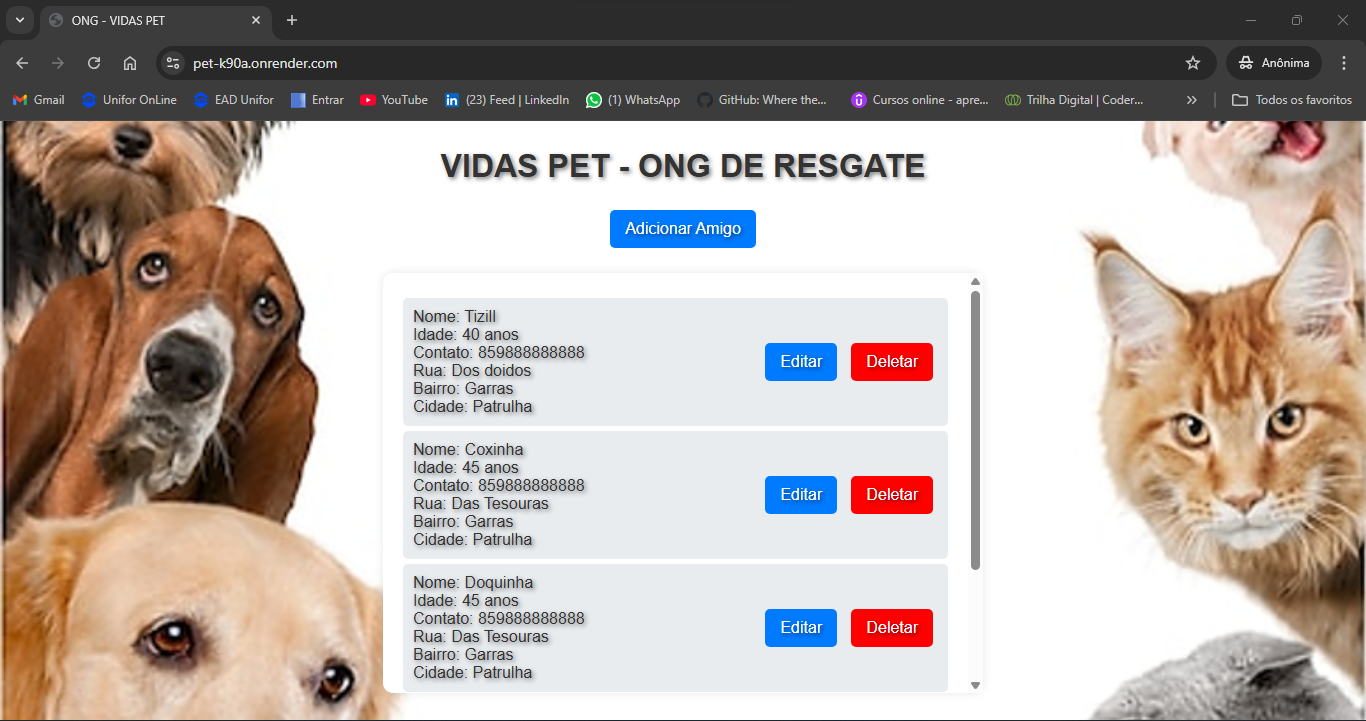 ONG - VIDAS PET
pet-k90a.onrender.com
Anônima
Gmail
Unifor OnLine
EAD Unifor
Entrar
YouTube
(23) Feed | LinkedIn
(1) WhatsApp
GitHub: Where the...
Cursos online - apre...
Trilha Digital | Coder...
Todos os favoritos
VIDAS PET - ONG DE RESGATE
Adicionar Amigo
Nome: Tizill
Idade: 40 anos
Contato: 859888888888
Rua: Dos doidos
Bairro: Garras
Cidade: Patrulha
Editar
Deletar
Nome: Coxinha
Idade: 45 anos
Contato: 859888888888
Rua: Das Tesouras
Bairro: Garras
Cidade: Patrulha
Editar
Deletar
Nome: Doquinha
Idade: 45 anos
Contato: 859888888888
Rua: Das Tesouras
Bairro: Garras
Cidade: Patrulha
Editar
Deletar